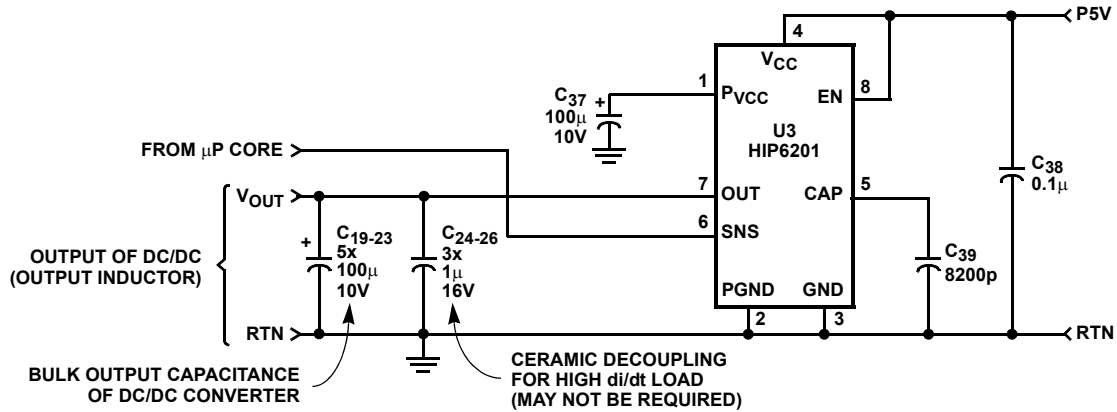 P5V
4
VCC
1
PVCC
EN
8
C37
100μ
10V
+
U3
HIP6201
FROM μP CORE
C38
0.1μ
VOUT
7
OUT
CAP
5
6
SNS
OUTPUT OF DC/DC
(OUTPUT INDUCTOR)
+
C19-23
5x
100μ
10V
C24-26
3x
1μ
16V
C39
8200p
PGND
GND
2
3
RTN
RTN
BULK OUTPUT CAPACITANCE
OF DC/DC CONVERTER
CERAMIC DECOUPLING
FOR HIGH di/dt LOAD
(MAY NOT BE REQUIRED)